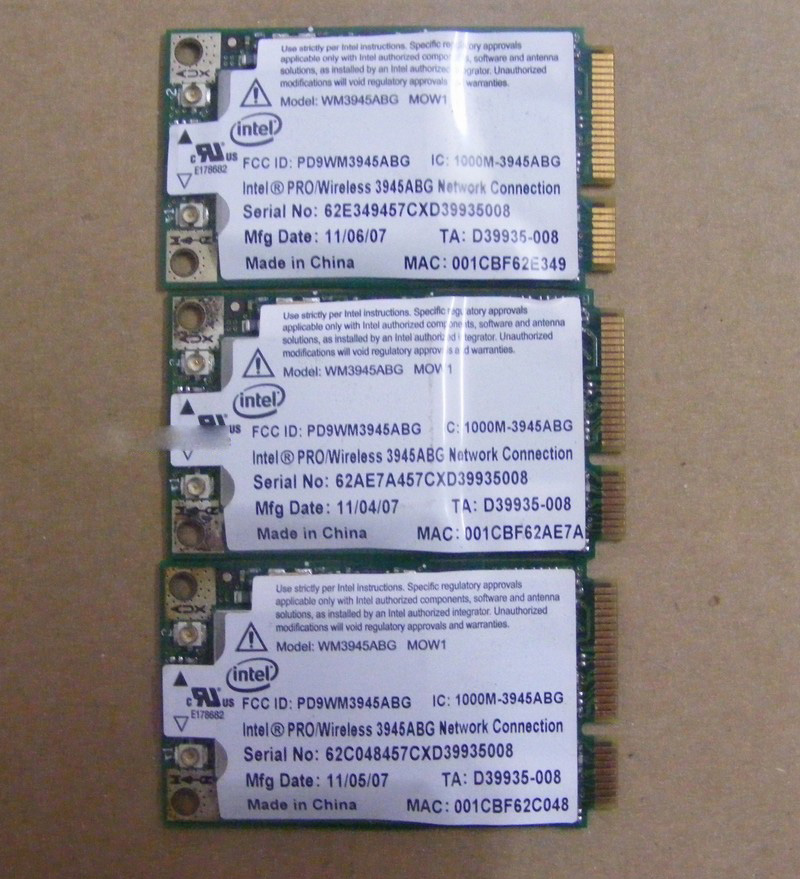 Use strictly per Intel instructions. Specific regulatory approvals
applicable only with Intel authorized components, software and antenna
solutions, as installed by an Intel authorized integrator. Unauthorized
modifications will void regulatory approvals and warranties.
2
Model: WM3945ABG MOW1
intel
c RU US
E178682
FCC ID: PD9WM3945ABG IC: 1000M-3945ABG
Intel® PRO/Wireless 3945ABG Network Connection
Serial No: 62E349457CXD39935008
Mfg Date: 11/06/07 TA: D39935-008
Made in China MAC: 001CBF62E349
Use strictly per Intel instructions. Specific regulatory approvals
applicable only with Intel authorized components, software and antenna
solutions, as installed by an Intel authorized integrator. Unauthorized
modifications will void regulatory approvals and warranties.
Model: WM3945ABG MOW1
intel
US
FCC ID: PD9WM3945ABG IC: 1000M-3945ABG
Intel® PRO/Wireless 3945ABG Network Connection
Serial No: 62AE7A457CXD39935008
Mfg Date: 11/04/07 TA: D39935-008
Made in China MAC: 001CBF62AE7A
Use strictly per Intel instructions. Specific regulatory approvals
applicable only with Intel authorized components, software and antenna
solutions, as installed by an Intel authorized integrator. Unauthorized
modifications will void regulatory approvals and warranties.
Model: WM3945ABG MOW1
intel
c RU US
E178682
FCC ID: PD9WM3945ABG IC: 1000M-3945ABG
Intel® PRO/Wireless 3945ABG Network Connection
Serial No: 62C048457CXD39935008
Mfg Date: 11/05/07 TA: D39935-008
Made in China MAC: 001CBF62C048